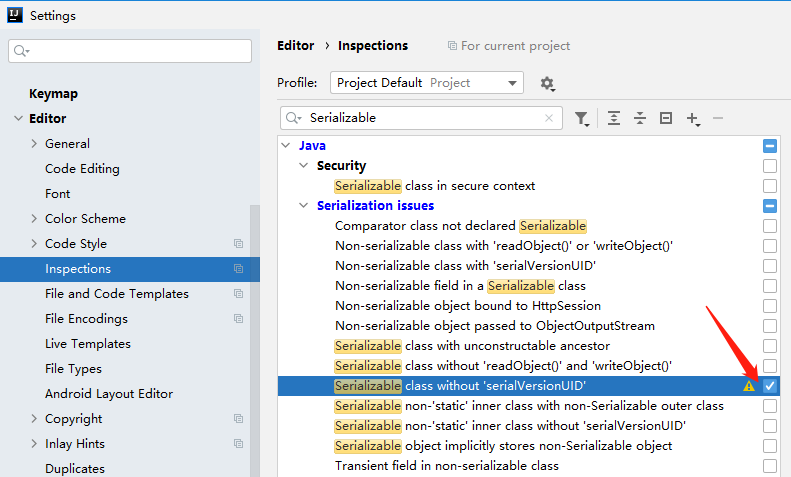 Settings
Keymap
Editor
General
Code Editing
Font
Color Scheme
Code Style
Inspections
File and Code Templates
File Encodings
Live Templates
File Types
Android Layout Editor
Copyright
Inlay Hints
Duplicates
Editor › Inspections For current project
Profile: Project Default Project
Serializable
Java
Security
Serializable class in secure context
Serialization issues
Comparator class not declared Serializable
Non-serializable class with 'readObject()' or 'writeObject()'
Non-serializable class with 'serialVersionUID'
Non-serializable field in a Serializable class
Non-serializable object bound to HttpSession
Non-serializable object passed to ObjectOutputStream
Serializable class with unconstructable ancestor
Serializable class without 'readObject()' and 'writeObject()'
Serializable class without 'serialVersionUID'
Serializable non-'static' inner class with non-Serializable outer class
Serializable non-'static' inner class without 'serialVersionUID'
Serializable object implicitly stores non-Serializable object
Transient field in non-serializable class